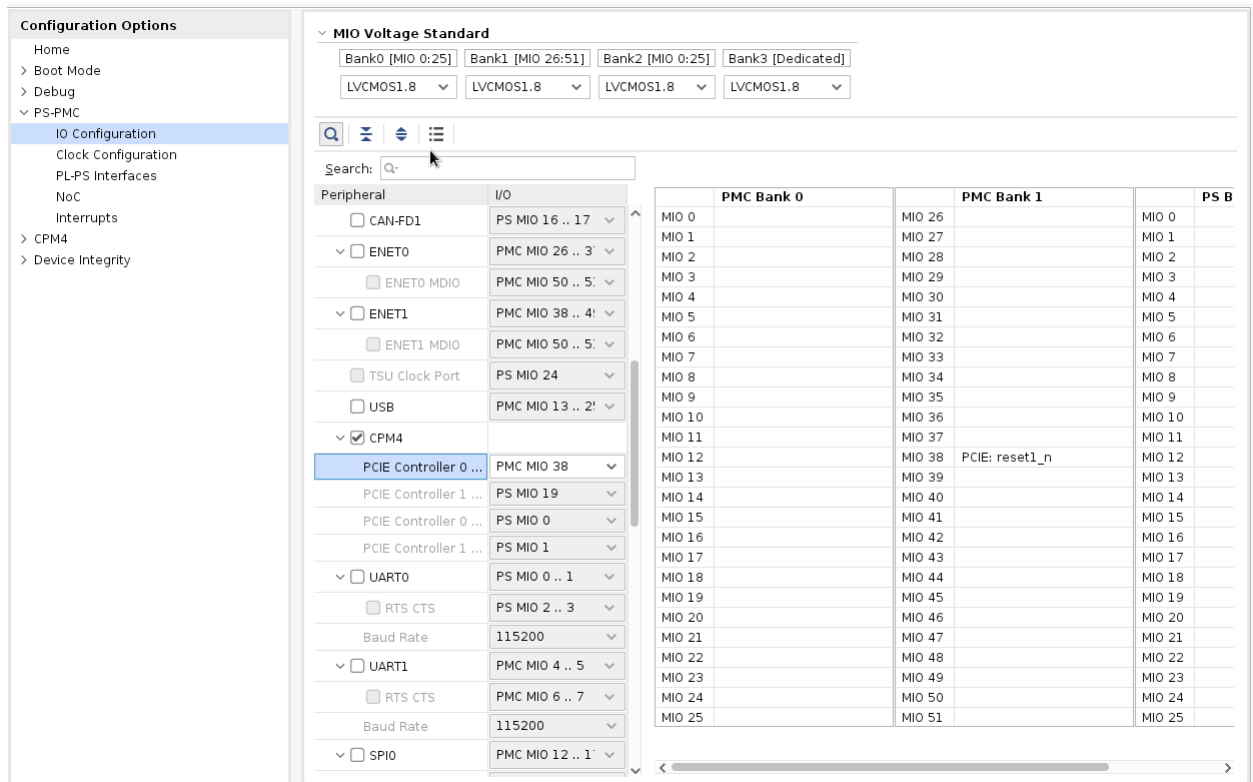 Configuration Options
Home
Boot Mode
Debug
PS-PMC
IO Configuration
Clock Configuration
PL-PS Interfaces
NoC
Interrupts
CPM4
Device Integrity
MIO Voltage Standard
Bank0 [MIO 0:25] Bank1 [MIO 26:51] Bank2 [MIO 0:25] Bank3 [Dedicated]
LVCMOS1.8 LVCMOS1.8 LVCMOS1.8 LVCMOS1.8
Search:
Peripheral I/O
CAN-FD1 PS MIO 16 .. 17
ENET0 PMC MIO 26 .. 3
ENET0 MDIO PMC MIO 50 .. 5
ENET1 PMC MIO 38 .. 4
ENET1 MDIO PMC MIO 50 .. 5
TSU Clock Port PS MIO 24
USB PMC MIO 13 .. 2
CPM4
PCIE Controller 0 ... PMC MIO 38
PCIE Controller 1 ... PS MIO 19
PCIE Controller 0 ... PS MIO 0
PCIE Controller 1 ... PS MIO 1
UART0 PS MIO 0 .. 1
RTS CTS PS MIO 2 .. 3
Baud Rate 115200
UART1 PMC MIO 4 .. 5
RTS CTS PMC MIO 6 .. 7
Baud Rate 115200
SPI0 PMC MIO 12 .. 1
PMC Bank 0 PMC Bank 1 PS B
MIO 0 MIO 26 MIO 0
MIO 1 MIO 27 MIO 1
MIO 2 MIO 28 MIO 2
MIO 3 MIO 29 MIO 3
MIO 4 MIO 30 MIO 4
MIO 5 MIO 31 MIO 5
MIO 6 MIO 32 MIO 6
MIO 7 MIO 33 MIO 7
MIO 8 MIO 34 MIO 8
MIO 9 MIO 35 MIO 9
MIO 10 MIO 36 MIO 10
MIO 11 MIO 37 MIO 11
MIO 12 MIO 38 PCIE: reset1_n MIO 12
MIO 13 MIO 39 MIO 13
MIO 14 MIO 40 MIO 14
MIO 15 MIO 41 MIO 15
MIO 16 MIO 42 MIO 16
MIO 17 MIO 43 MIO 17
MIO 18 MIO 44 MIO 18
MIO 19 MIO 45 MIO 19
MIO 20 MIO 46 MIO 20
MIO 21 MIO 47 MIO 21
MIO 22 MIO 48 MIO 22
MIO 23 MIO 49 MIO 23
MIO 24 MIO 50 MIO 24
MIO 25 MIO 51 MIO 25